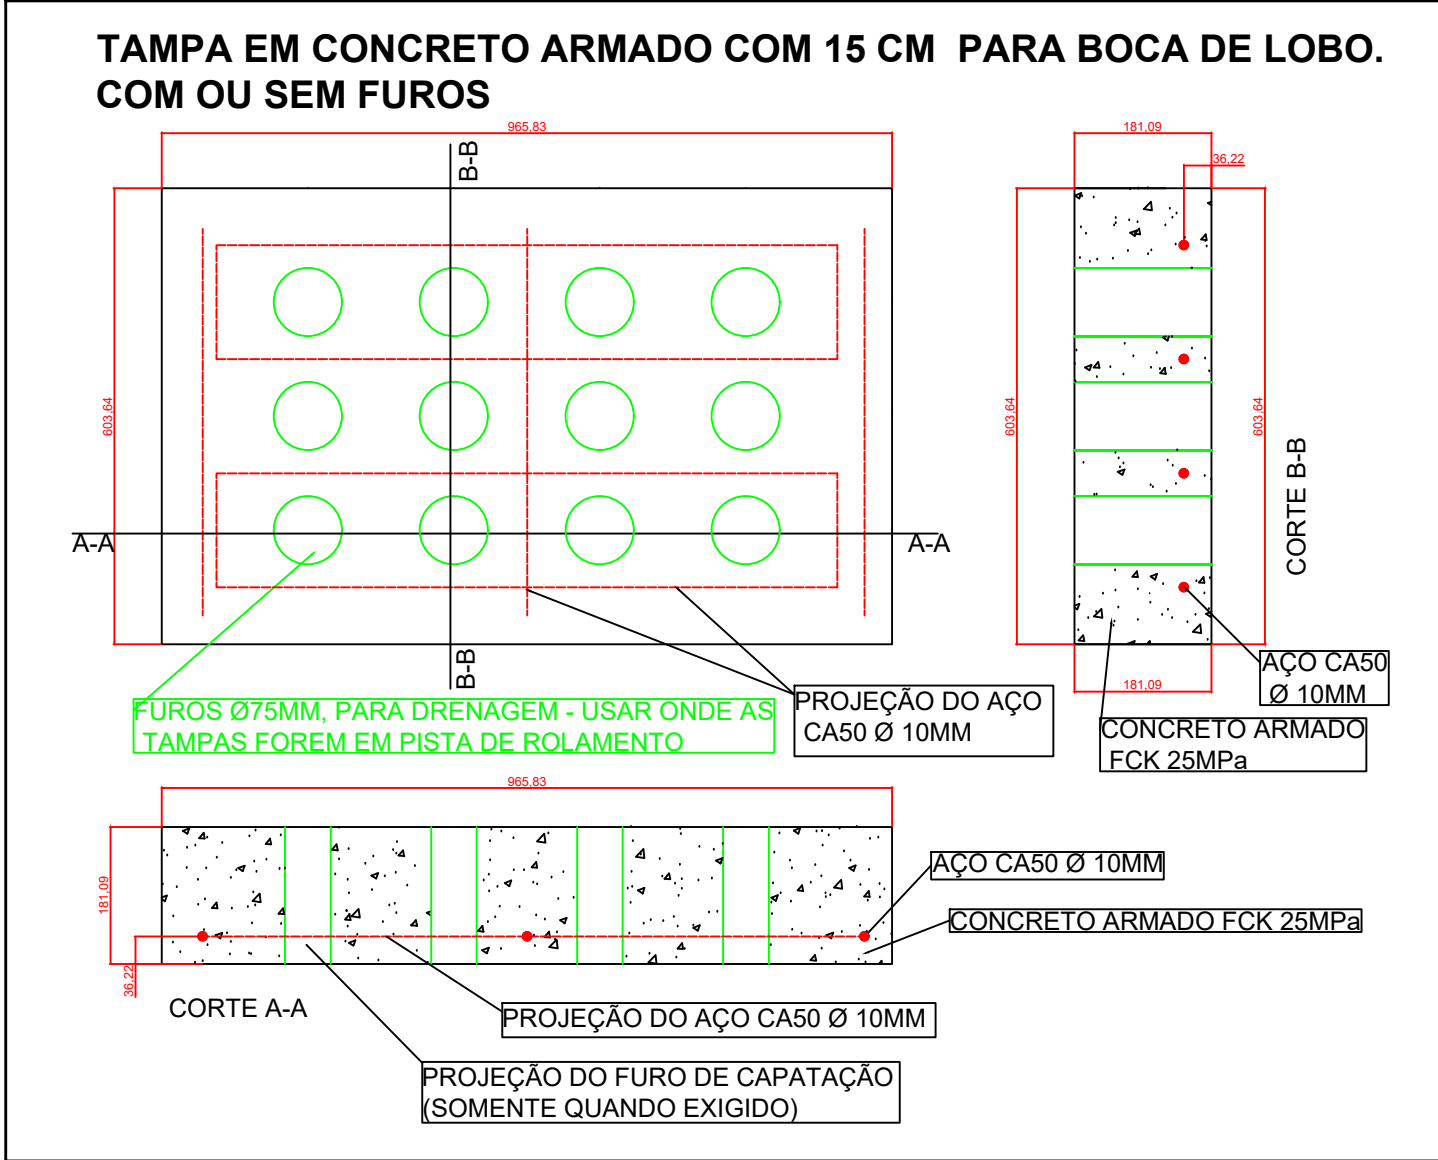 TAMPA EM CONCRETO ARMADO COM 15 CM  PARA BOCA DE LOBO.
COM OU SEM FUROS
965,83
181,09
36,22
B-B
603,64
603,64
603,64
A-A
A-A
CORTE B-B
B-B
181,09
AÇO CA50
Ø 10MM
FUROS Ø75MM, PARA DRENAGEM - USAR ONDE AS
TAMPAS FOREM EM PISTA DE ROLAMENTO
PROJEÇÃO DO AÇO
CA50 Ø 10MM
CONCRETO ARMADO
FCK 25MPa
965,83
181,09
36,22
AÇO CA50 Ø 10MM
CONCRETO ARMADO FCK 25MPa
CORTE A-A
PROJEÇÃO DO AÇO CA50 Ø 10MM
PROJEÇÃO DO FURO DE CAPATAÇÃO
(SOMENTE QUANDO EXIGIDO)